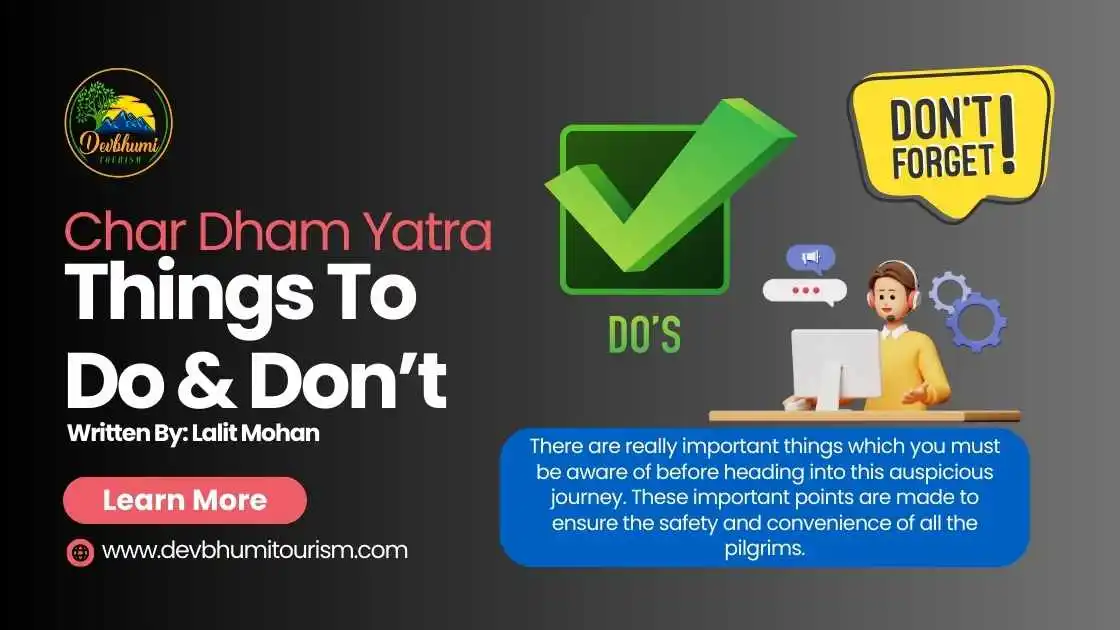 Devbhumi
TOURISM
Char Dham Yatra
Things To
Do & Don't
Written By: Lalit Mohan
Learn More
www.devbhumitourism.com
DO'S
DON'T
FORGET!
There are really important things which you must
be aware of before heading into this auspicious
journey. These important points are made to
ensure the safety and convenience of all the
pilgrims.